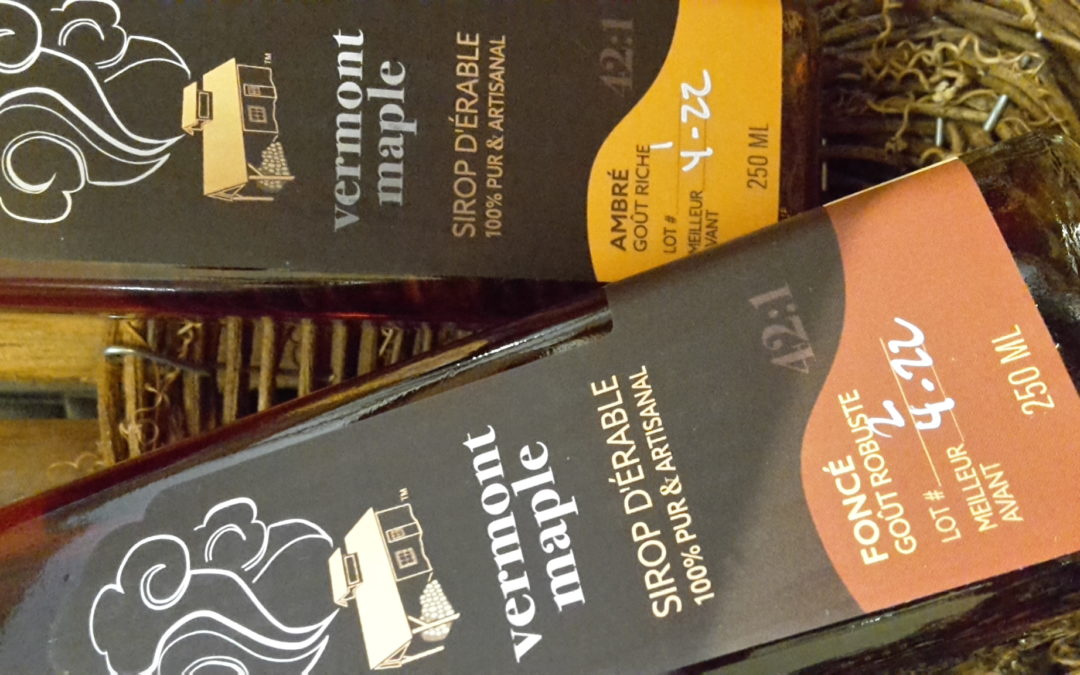 vermont
maple
™
SIROP D'ÉRABLE
100% PUR & ARTISANAL
42:1
AMBRÉ
GOÛT RICHE
LOT # 1
MEILLEUR 4-22
AVANT
250 ML
vermont
maple
™
SIROP D'ÉRABLE
100% PUR & ARTISANAL
42:1
FONCÉ
GOÛT ROBUSTE
LOT # 2
MEILLEUR 4-22
AVANT
250 ML